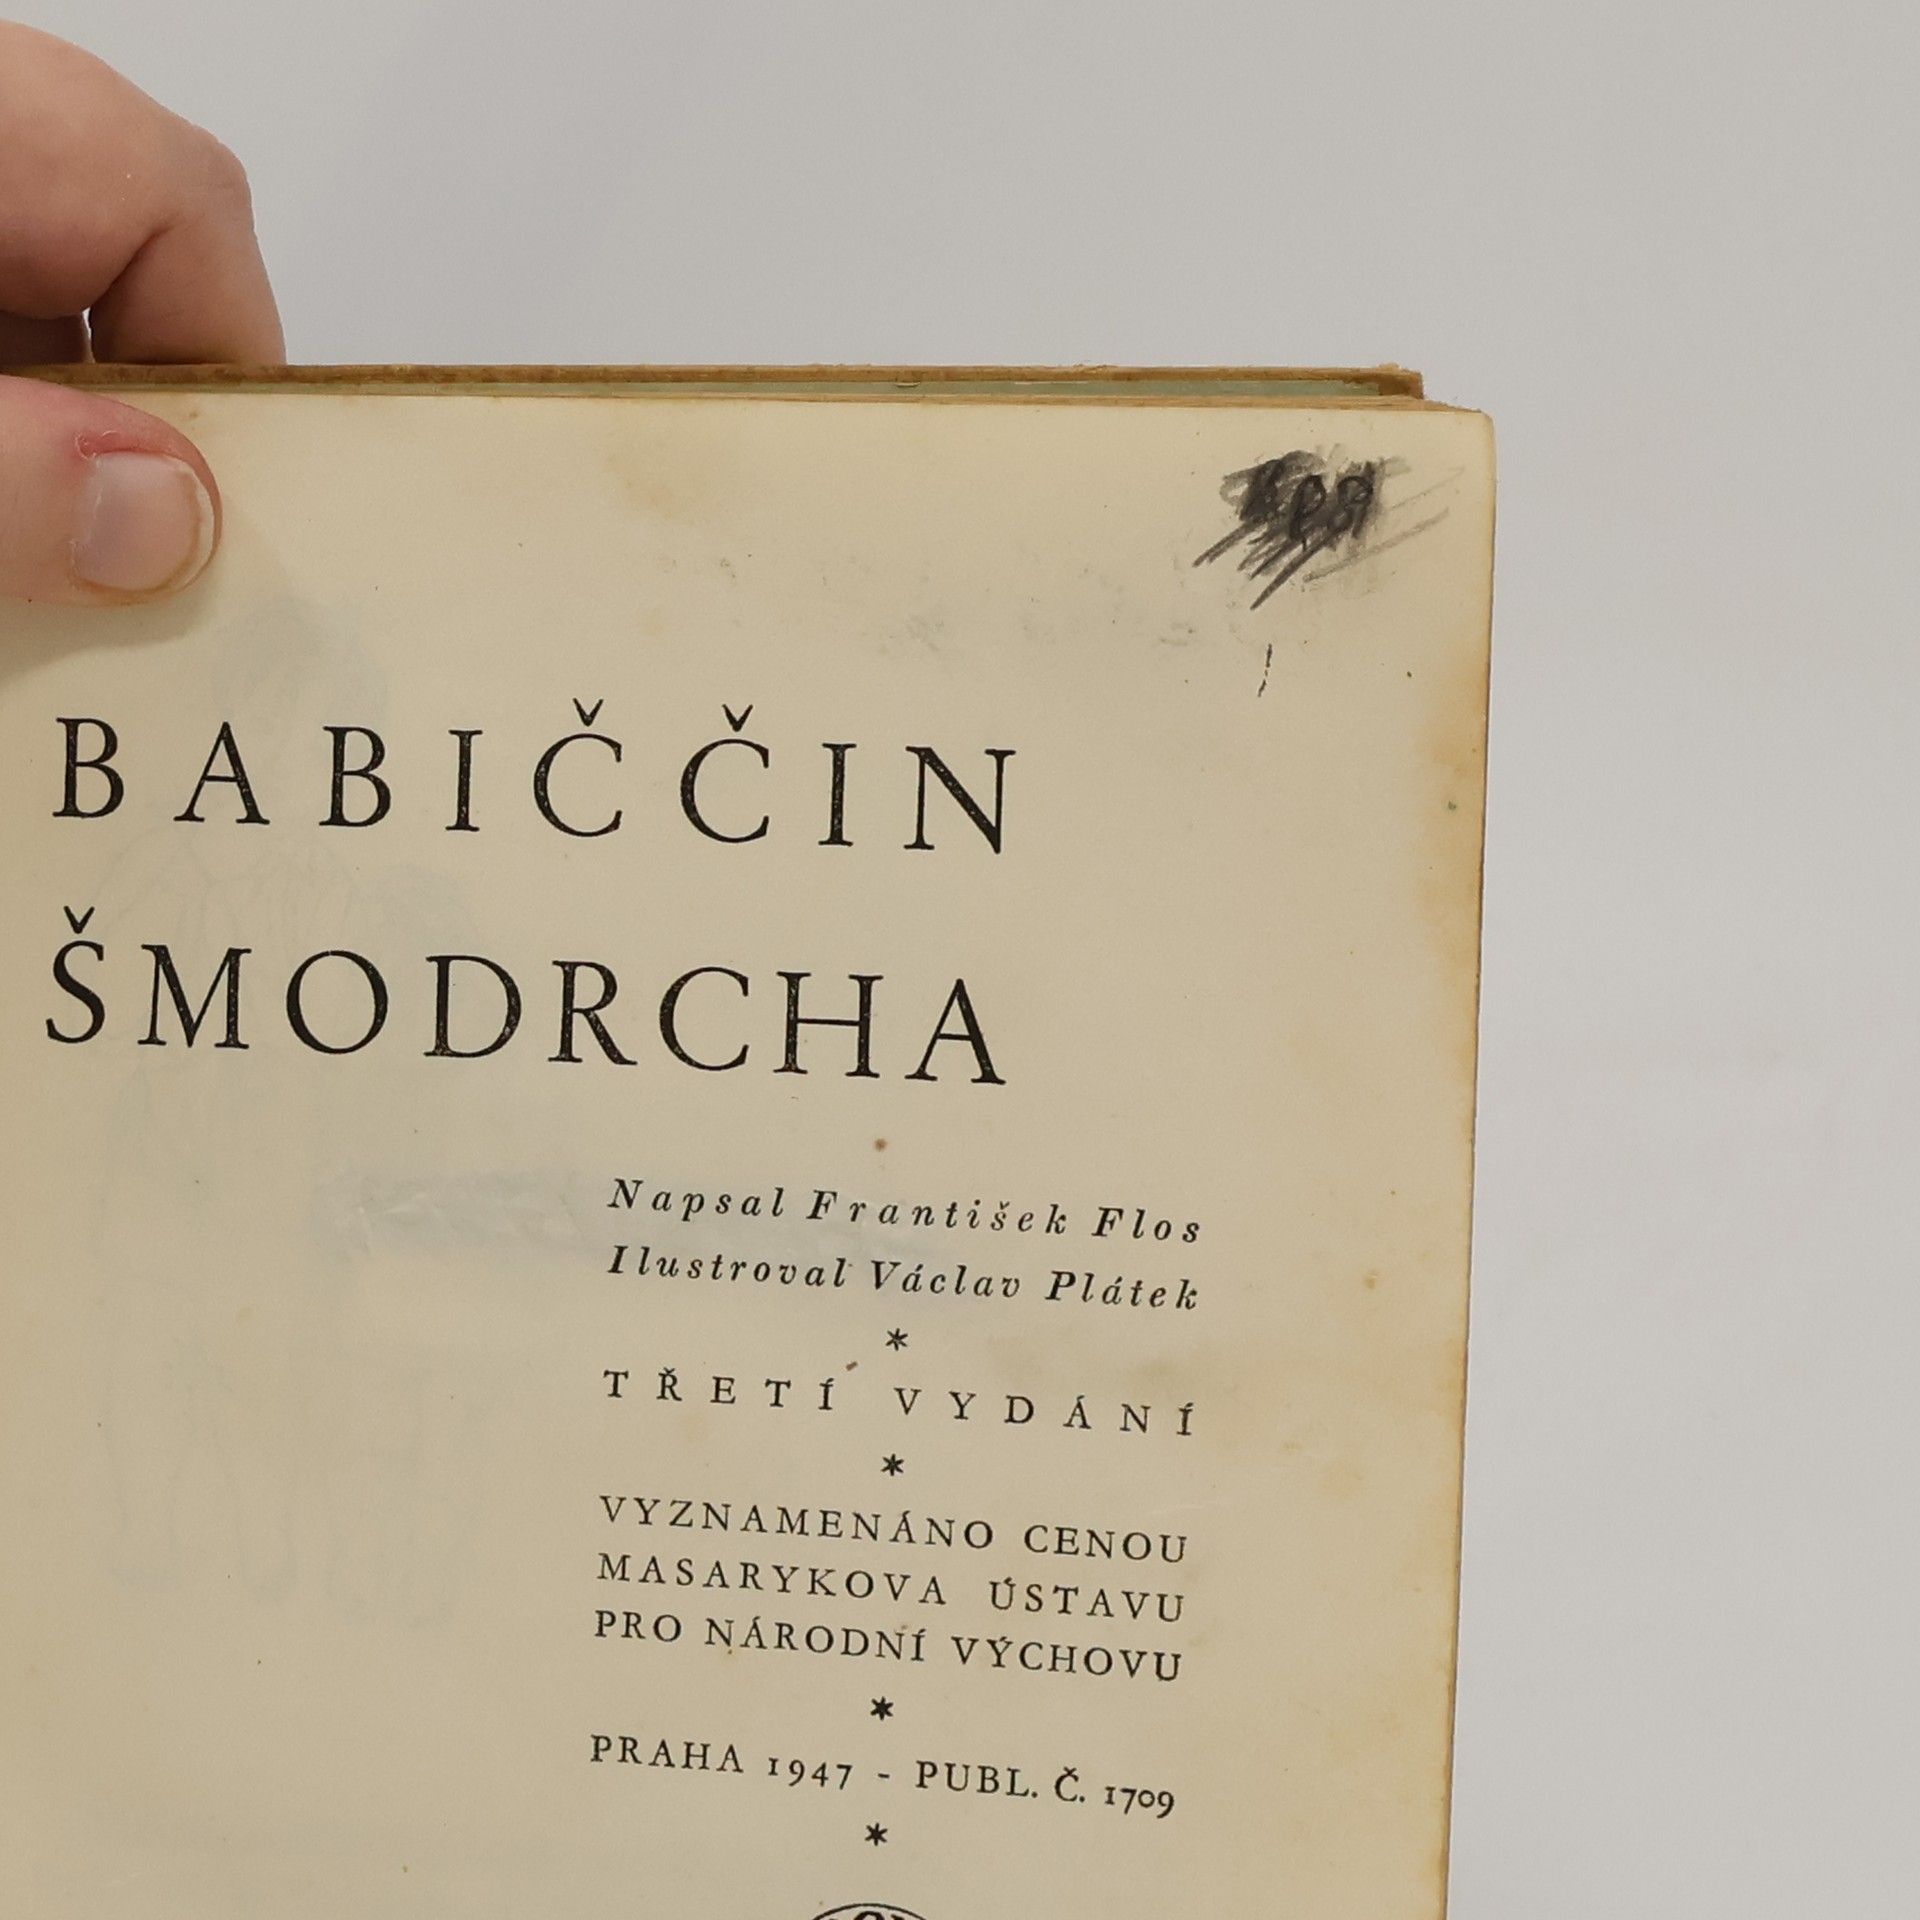 BABIČČIN
ŠMODRCHA
Napsal František Flos
Ilustroval Václav Plátek
*
TŘETÍ VYDÁNÍ
*
VYZNAMENÁNO CENOU
MASARYKOVA ÚSTAVU
PRO NÁRODNÍ VÝCHOVU
*
PRAHA 1947 - PUBL. Č. 1709
*